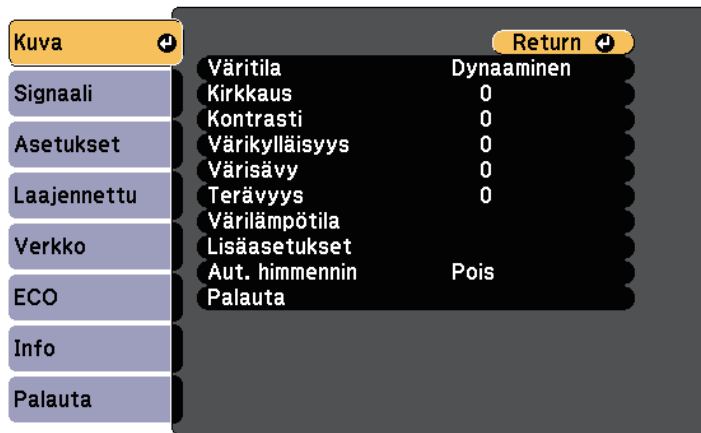 Kuva
Signaali
Asetukset
Laajennettu
Verkko
ECO
Info
Palauta
Return
Väritila Dynaaminen
Kirkkaus 0
Kontrasti 0
Värikylläisyys 0
Värisävy 0
Terävyys 0
Värilämpötila
Lisäasetukset
Aut. himmennin Pois
Palauta